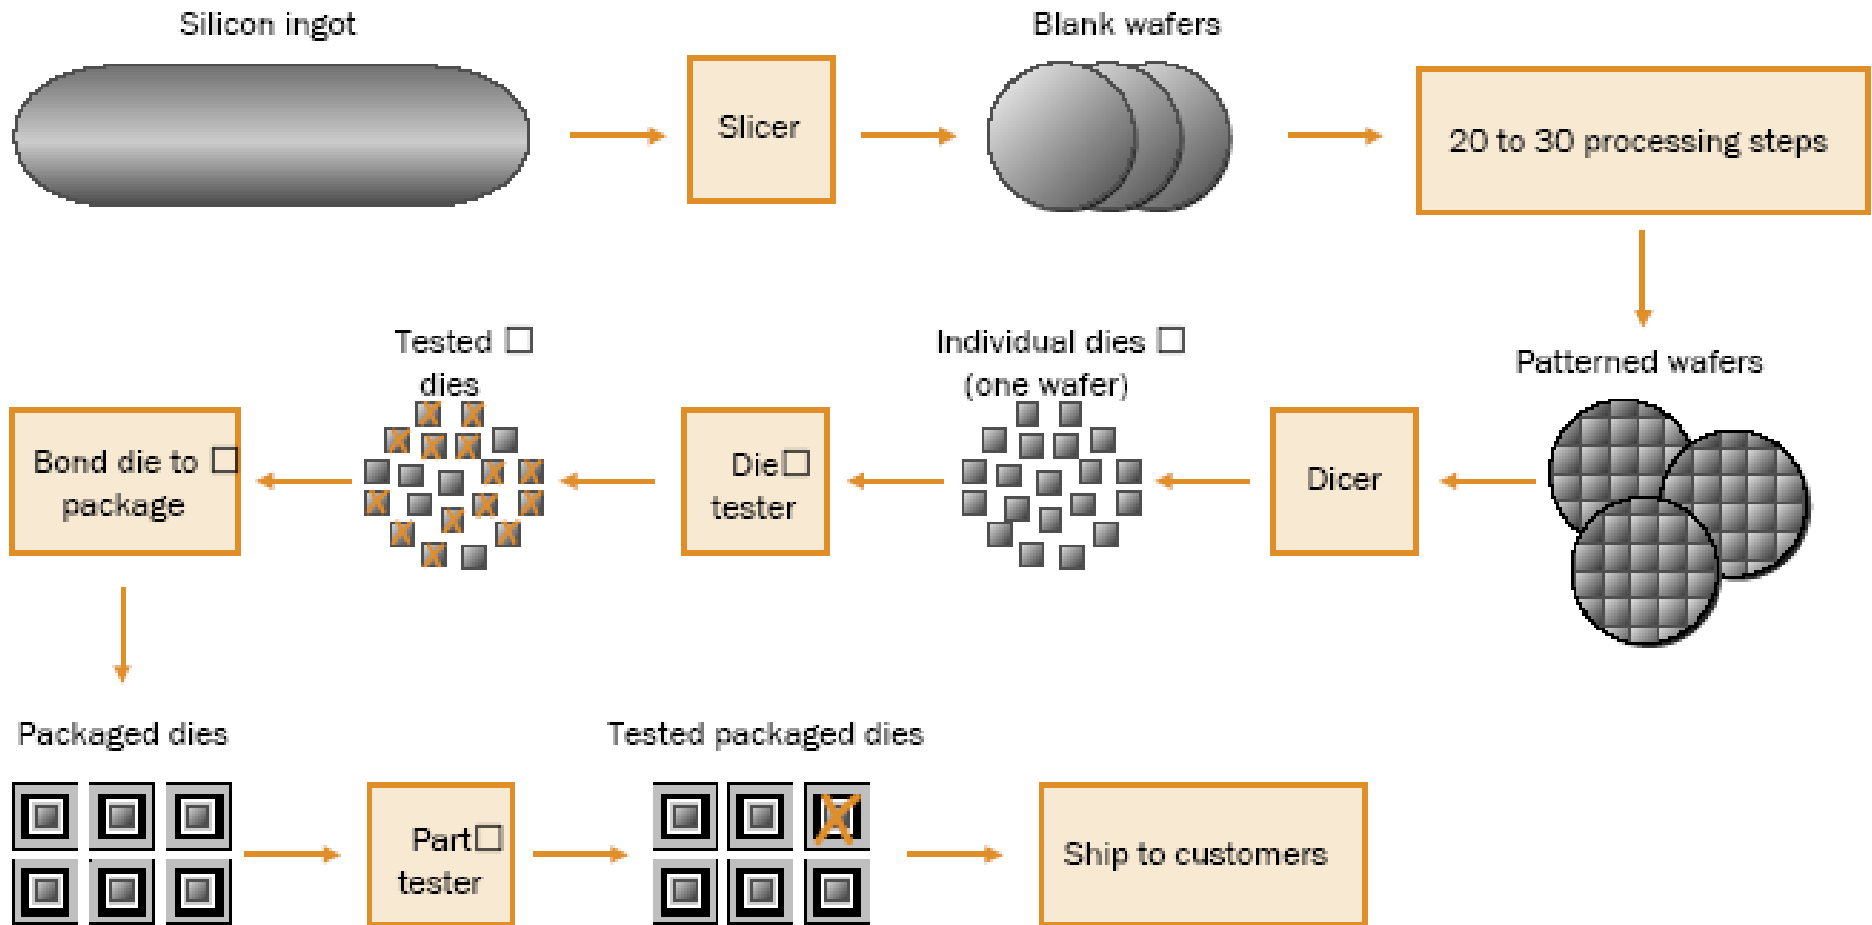 Silicon ingot
Blank wafers
Slicer
20 to 30 processing steps
Tested □
dies
Individual dies □
(one wafer)
Patterned wafers
Bond die to □
package
Die□
tester
Dicer
Packaged dies
Tested packaged dies
Part□
tester
Ship to customers